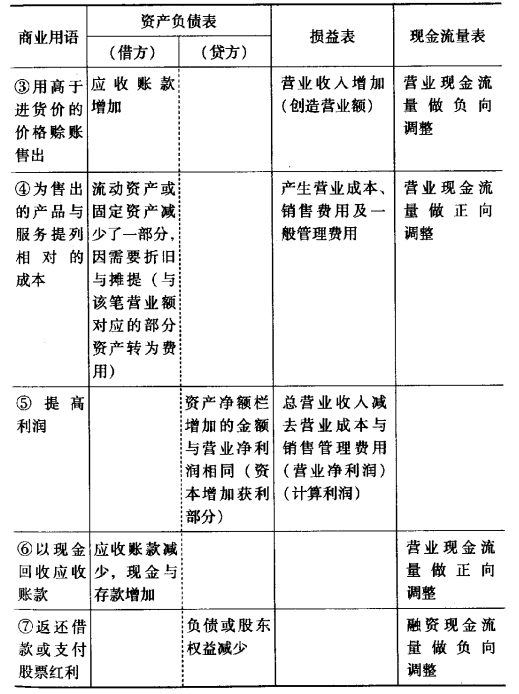 商业用语
资产负债表
(借方)
(贷方)
损益表
现金流量表
③用高于
进货价的
价格赊账
售出
应收账款
增加
营业收入增加
(创造营业额)
营业现金流
量做负向
调整
④为售出
的产品与
服务提列
相对的
成本
流动资产或
固定资产减
少了一部分,
因需要折旧
与摊提(与
该笔营业额
对应的部分
资产转为费
用)
产生营业成本、
销售费用及一
般管理费用
营业现金流
量做正向
调整
⑤提高
利润
资产净额栏
增加的金额
与营业净利
润相同(资
本增加获利
部分)
总营业收入减
去营业成本与
销售管理费用
(营业净利润)
(计算利润)
⑥以现金
回收应收
账款
应收账款减
少,现金与
存款增加
营业现金流
量做正向
调整
⑦返还借
款或支付
股票红利
负债或股东
权益减少
融资现金流
量做负向
调整